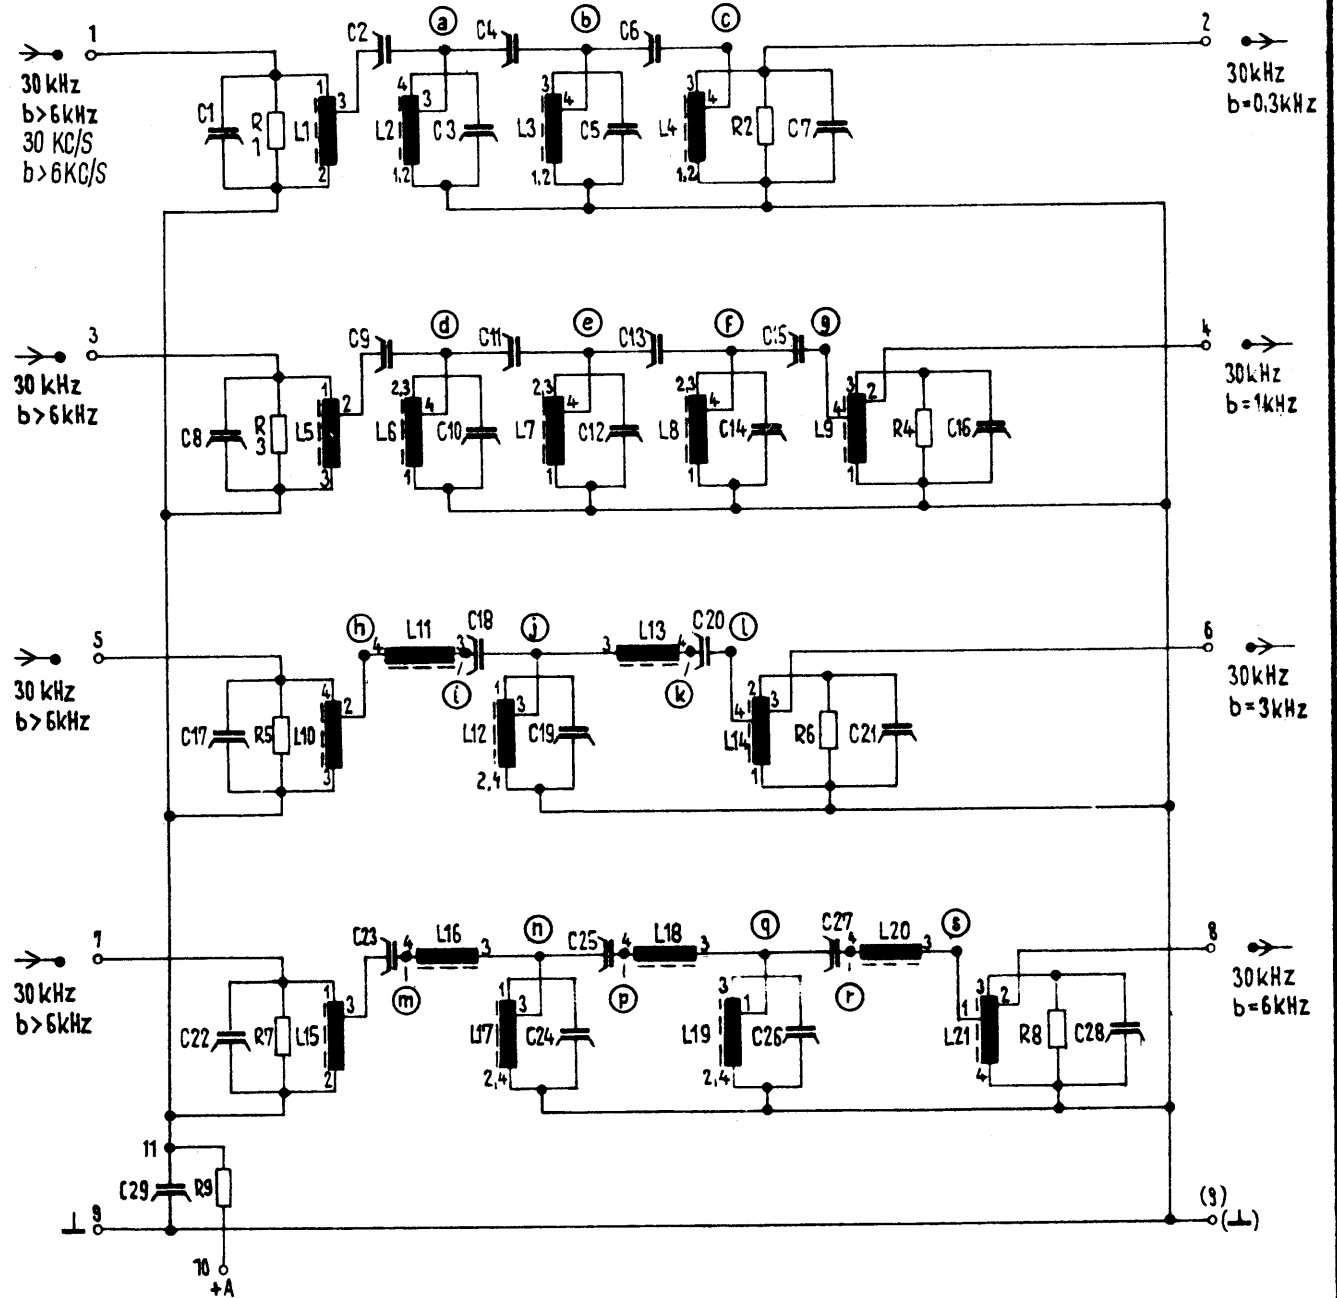 1 C2 ⓐ C4 ⓑ C6 ⓒ 2
30 kHz
b>6kHz
30 KC/S
b>6KC/S
C1 R1 L1 1 3 2
4 3 L2 C3 1,2
3 4 L3 C5 1,2
3 4 L4 R2 C7 1,2
30kHz
b=0.3kHz
3 C9 ⓓ C11 ⓔ C13 ⓕ C15 ⓖ 4
30 kHz
b>6kHz
C8 R3 L5 1 2 3
2,3 4 L6 C10 1
2,3 4 L7 C12 1
2,3 4 L8 C14 1
3 2 4 L9 R4 C16 1
30kHz
b=1kHz
5 ⓗ 4 L11 3 C18 ⓙ 3 L13 4 C20 ⓛ 6
ⓘ ⓚ
30 kHz
b>6kHz
C17 R5 L10 4 2 3
1 3 L12 C19 2,4
2 3 4 L14 R6 C21 1
30kHz
b=3kHz
7 C23 4 L16 3 ⓝ C25 4 L18 3 ⓠ C27 4 L20 3 ⓢ 8
ⓜ ⓟ ⓡ
30 kHz
b>6kHz
C22 R7 L15 1 3 2
1 3 L17 C24 2,4
3 1 L19 C26 2,4
3 2 1 L21 R8 C28 4
30kHz
b=6kHz
11
C29 R9
⊥ 9
(9)
(⊥)
10
+A